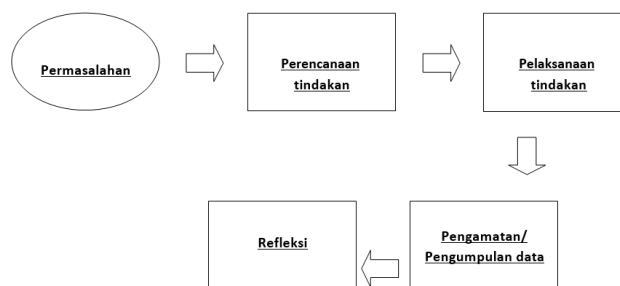 Permasalahan
Perencanaan
tindakan
Pelaksanaan
tindakan
Refleksi
Pengamatan/
Pengumpulan data